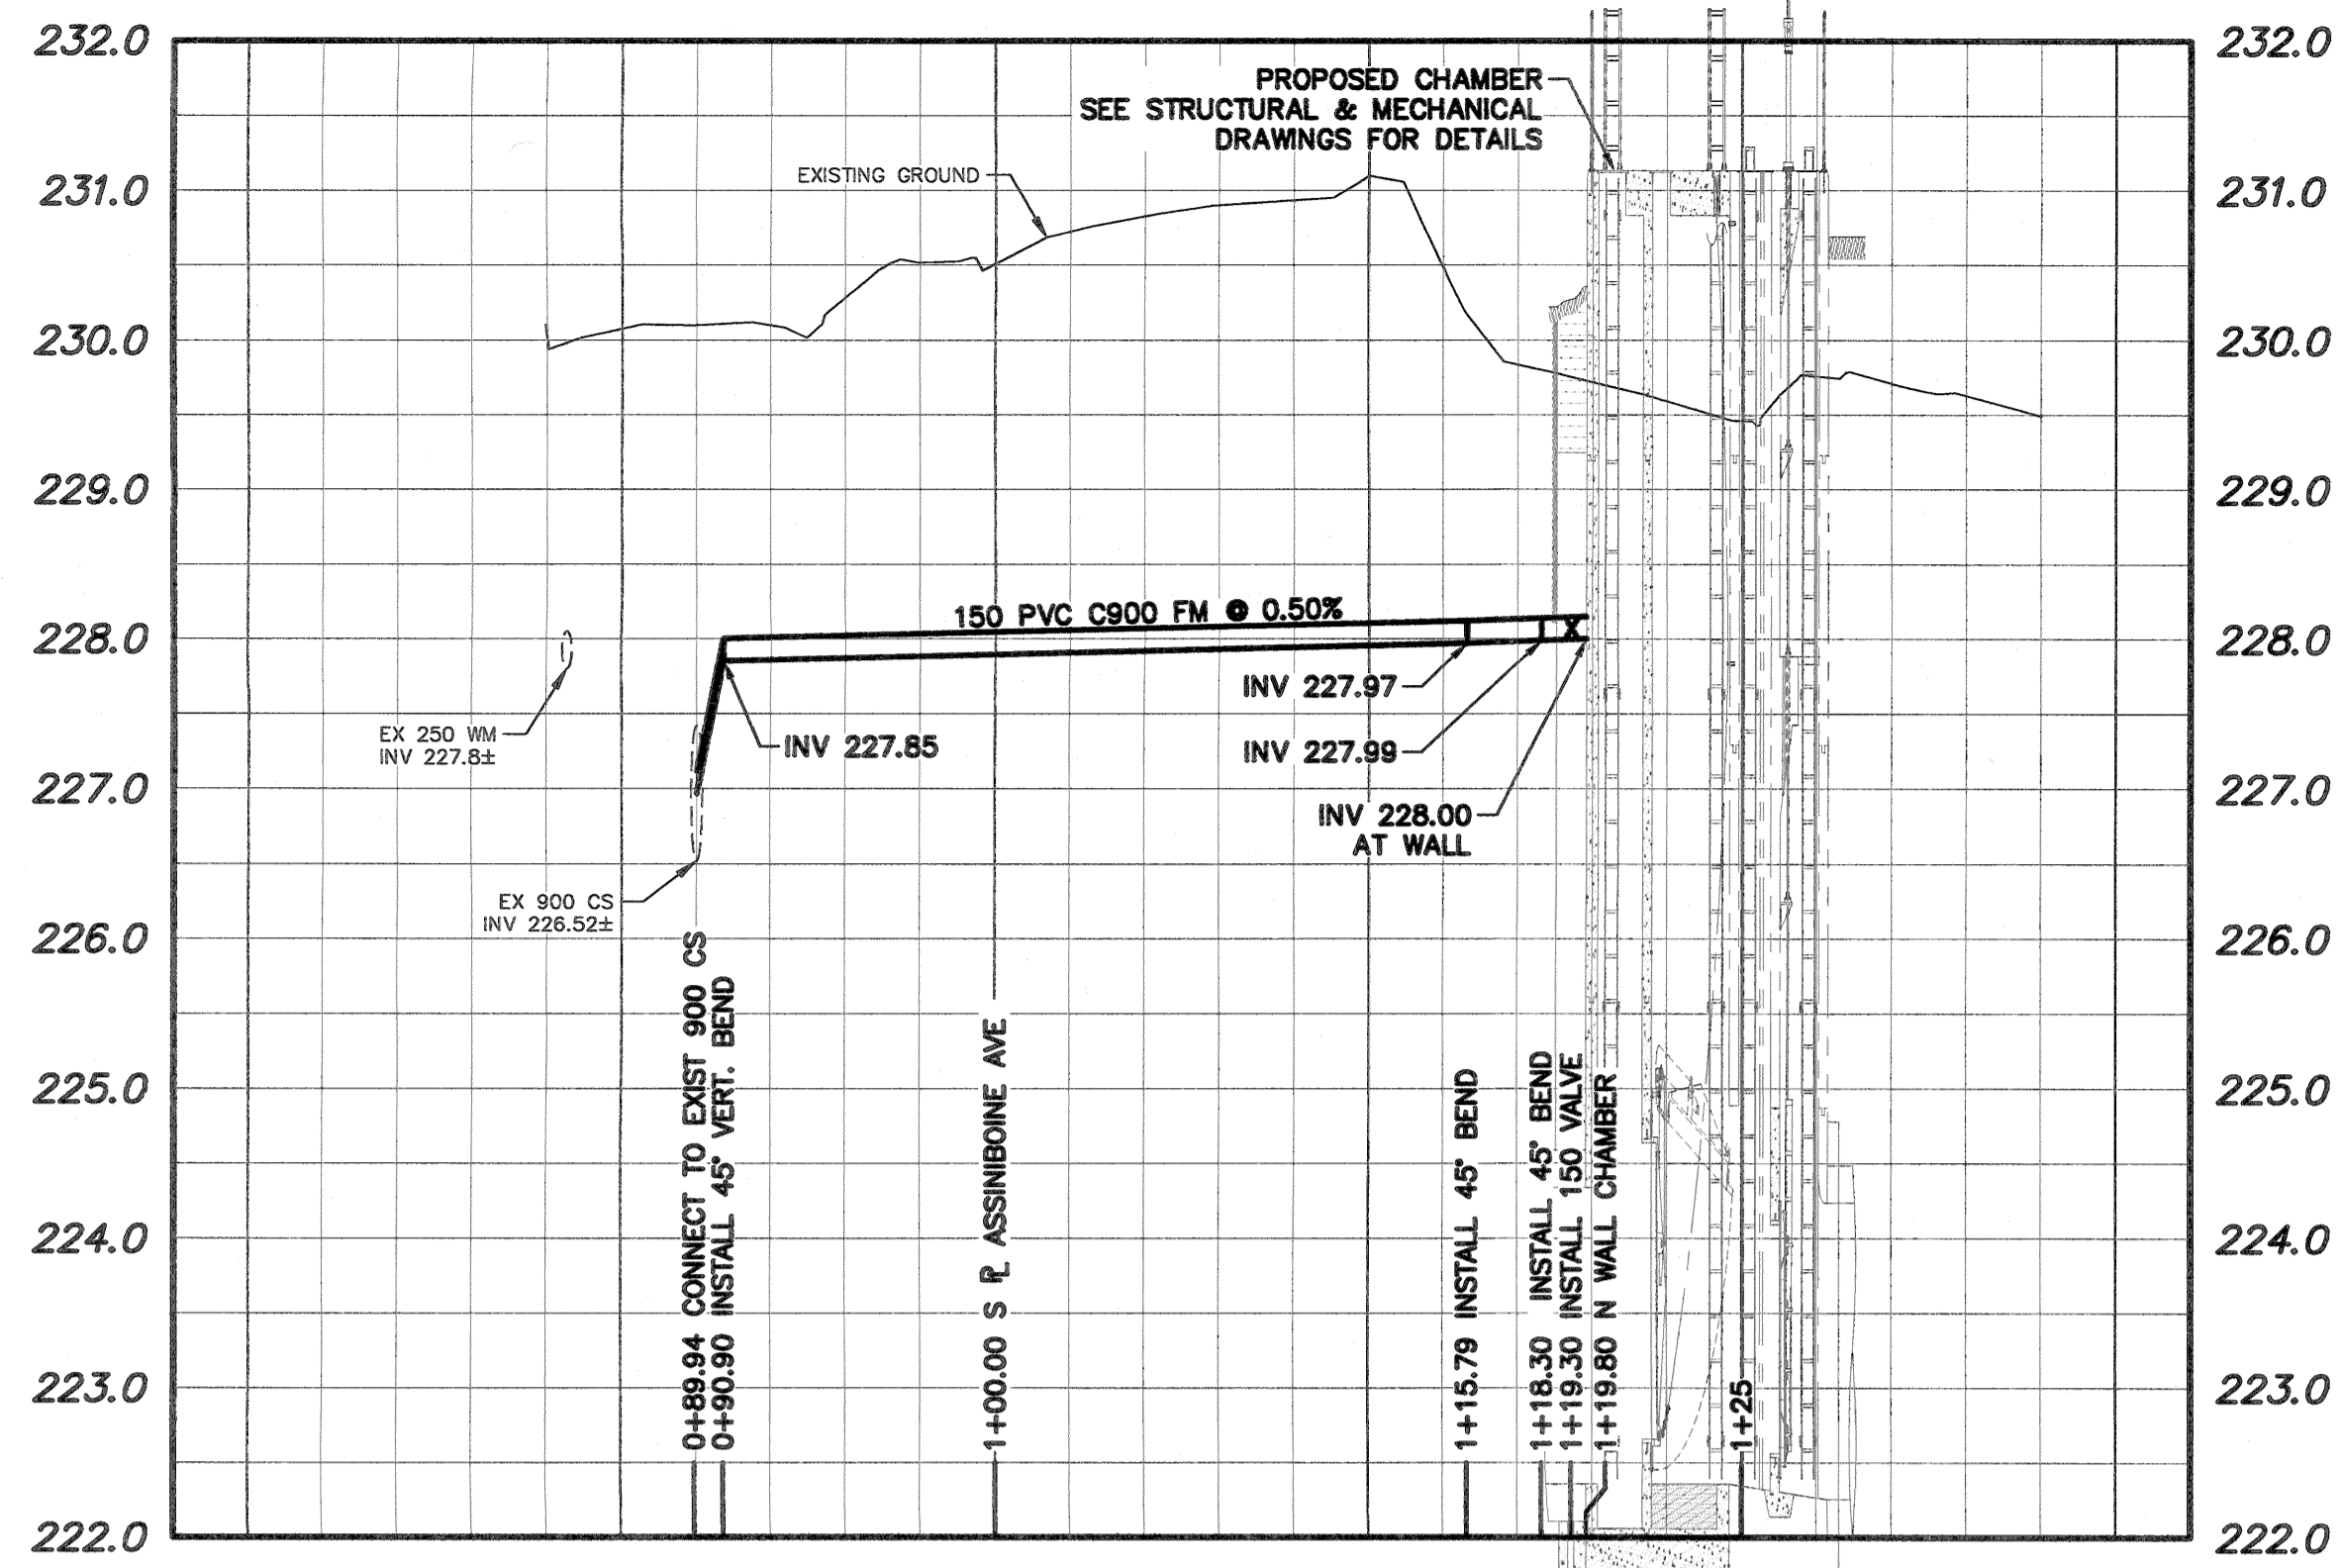 232.0
232.0
PROPOSED CHAMBER
SEE STRUCTURAL & MECHANICAL
DRAWINGS FOR DETAILS
EXISTING GROUND
231.0
231.0
230.0
230.0
229.0
229.0
150 PVC C900 FM @ 0.50%
228.0
228.0
X
INV 227.97
EX 250 WM
INV 227.8±
INV 227.85
INV 227.99
227.0
227.0
INV 228.00
AT WALL
EX 900 CS
INV 226.52±
226.0
226.0
225.0
225.0
224.0
224.0
223.0
223.0
222.0
222.0
0+89.94 CONNECT TO EXIST 900 CS
0+90.90 INSTALL 45° VERT. BEND
1+00.00 S PL ASSINIBOINE AVE
1+15.79 INSTALL 45° BEND
1+18.30 INSTALL 45° BEND
1+19.30 INSTALL 150 VALVE
1+19.80 N WALL CHAMBER
1+25